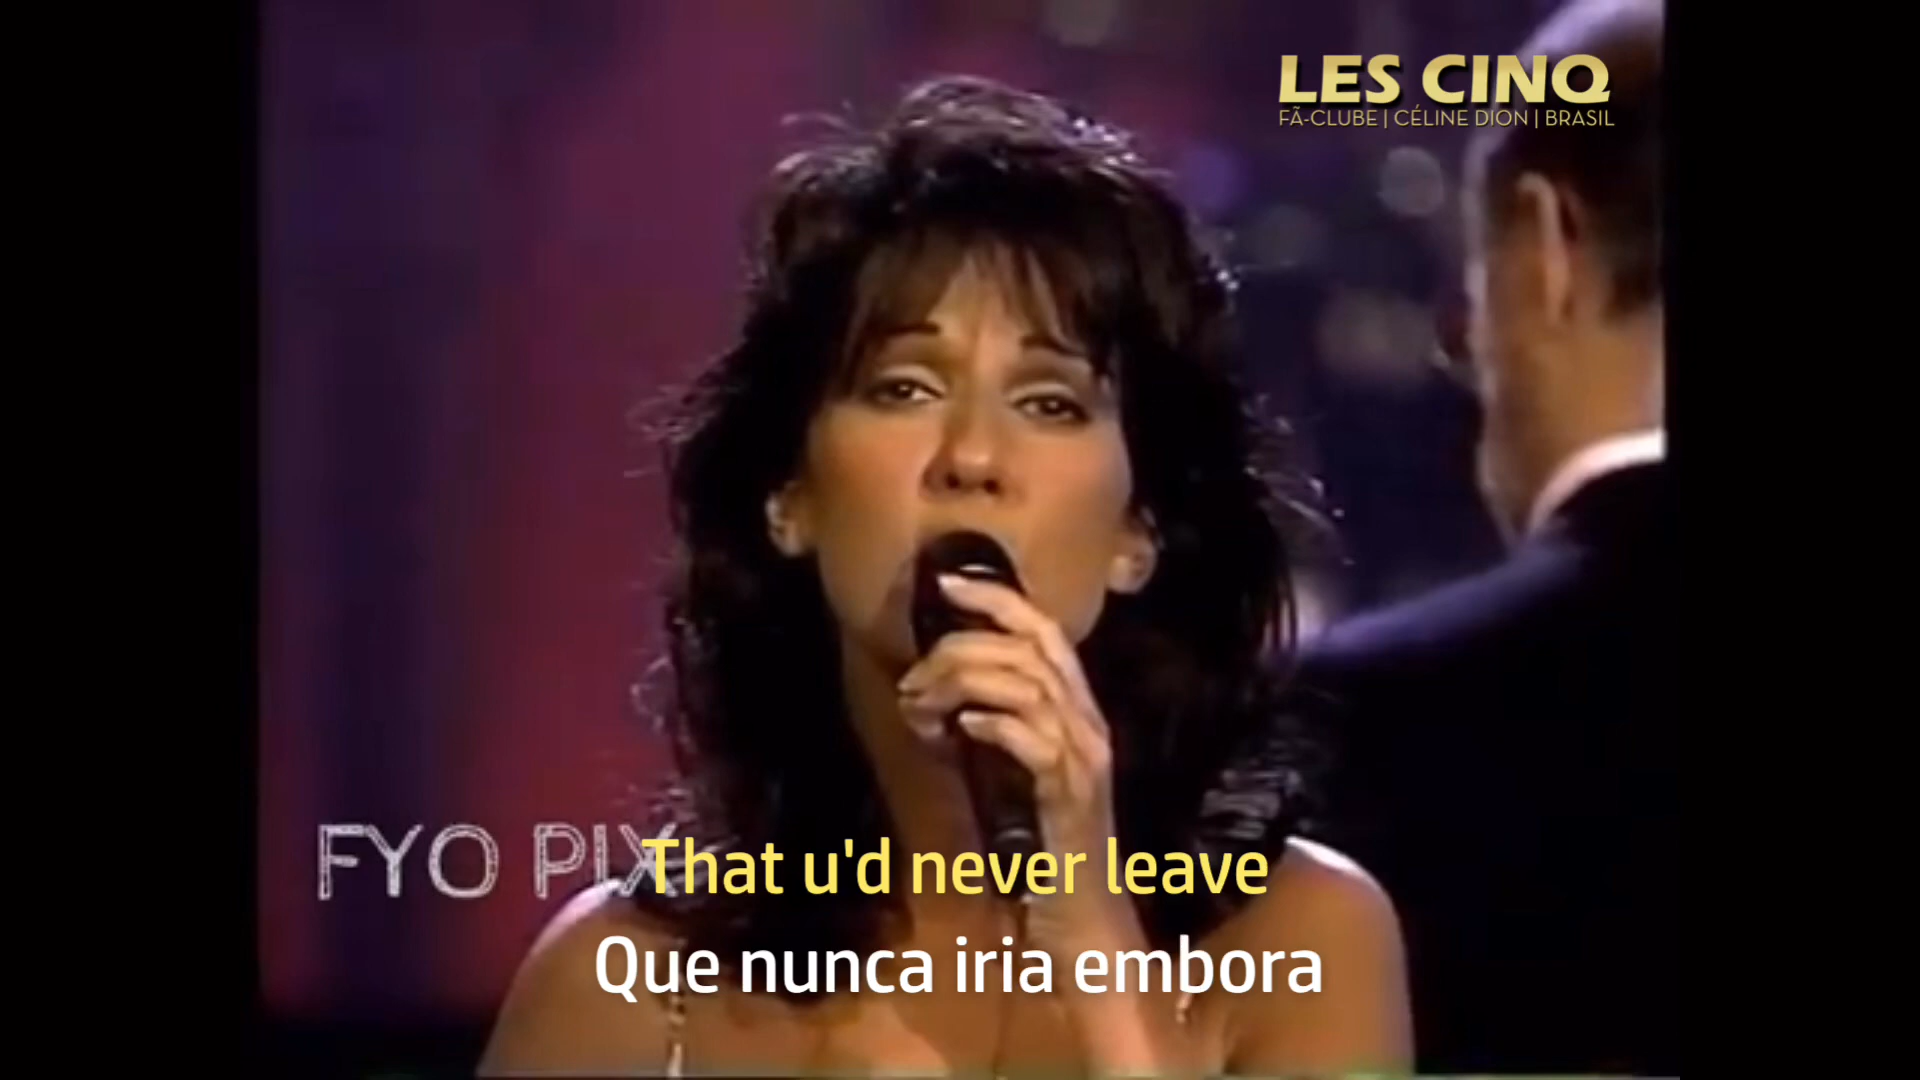 LES CINQ
FÃ-CLUBE | CÉLINE DION | BRASIL
FYO PIX
That u'd never leave
Que nunca iria embora